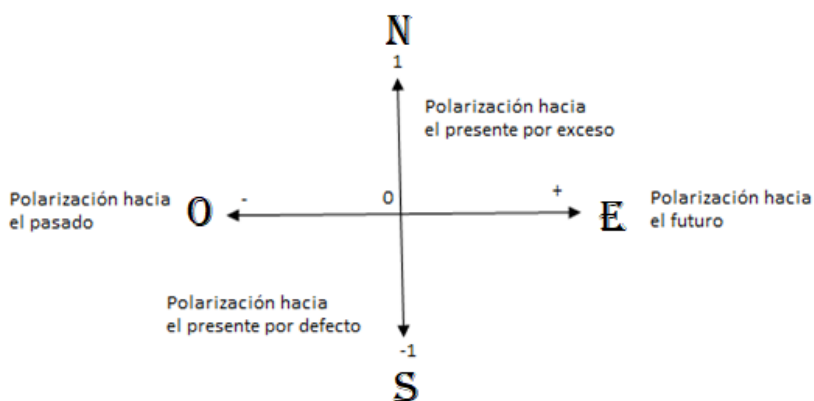 N
1
Polarización hacia
el presente por exceso
Polarización hacia
el pasado
O
-
0
+
E
Polarización hacia
el futuro
Polarización hacia
el presente por defecto
-1
S